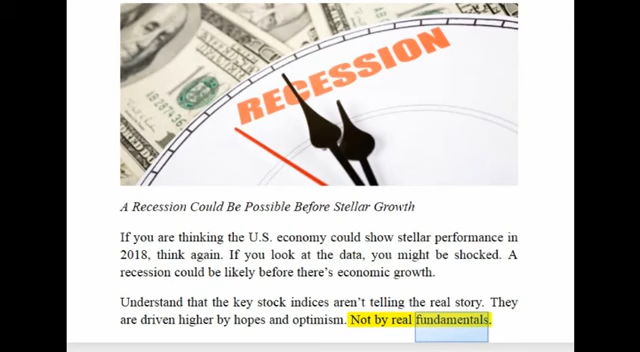 RECESSION
A Recession Could Be Possible Before Stellar Growth
If you are thinking the U.S. economy could show stellar performance in
2018, think again. If you look at the data, you might be shocked. A
recession could be likely before there's economic growth.
Understand that the key stock indices aren't telling the real story. They
are driven higher by hopes and optimism. Not by real fundamentals.